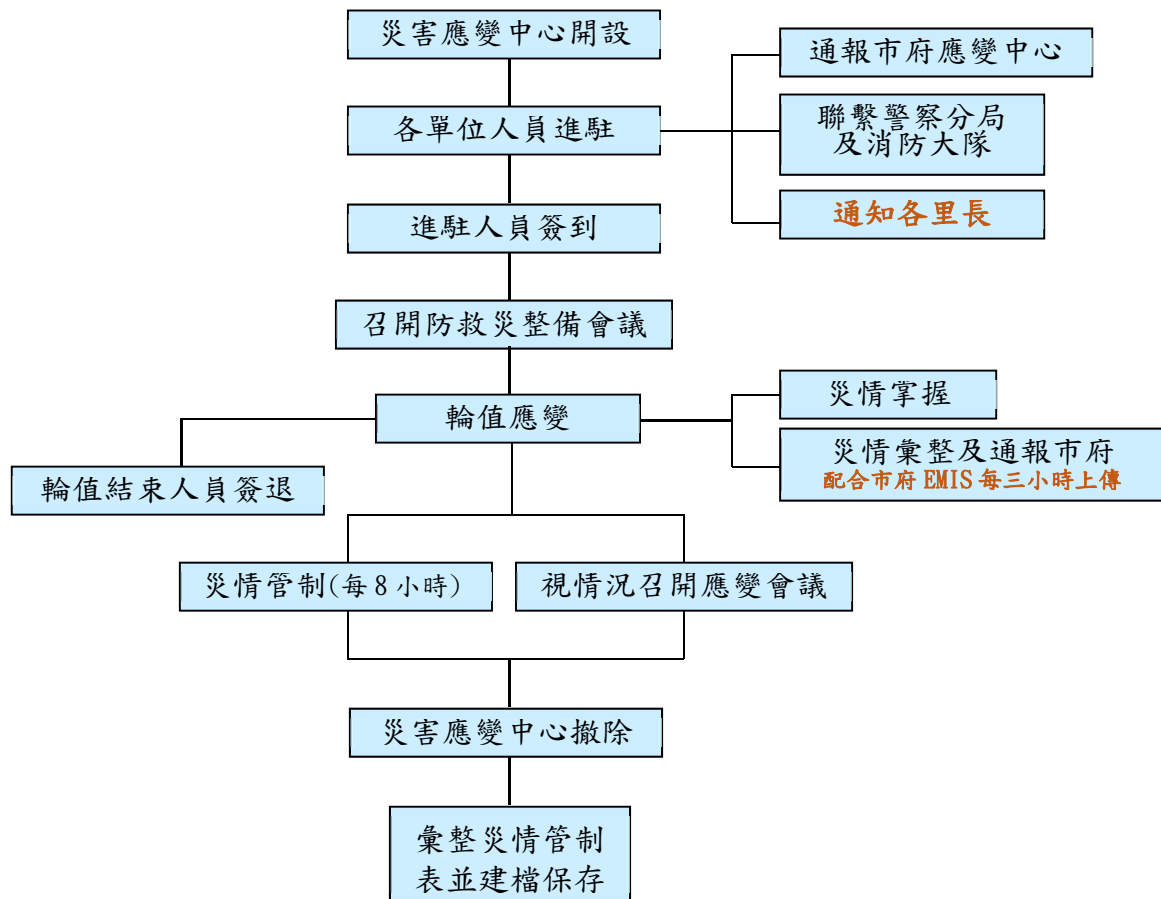 災害應變中心開設
通報市府應變中心
各單位人員進駐
聯繫警察分局
及消防大隊
通知各里長
進駐人員簽到
召開防救災整備會議
輪值應變
災情掌握
災情彙整及通報市府
配合市府 EMIS 每三小時上傳
輪值結束人員簽退
災情管制(每 8 小時)
視情況召開應變會議
災害應變中心撤除
彙整災情管制
表並建檔保存